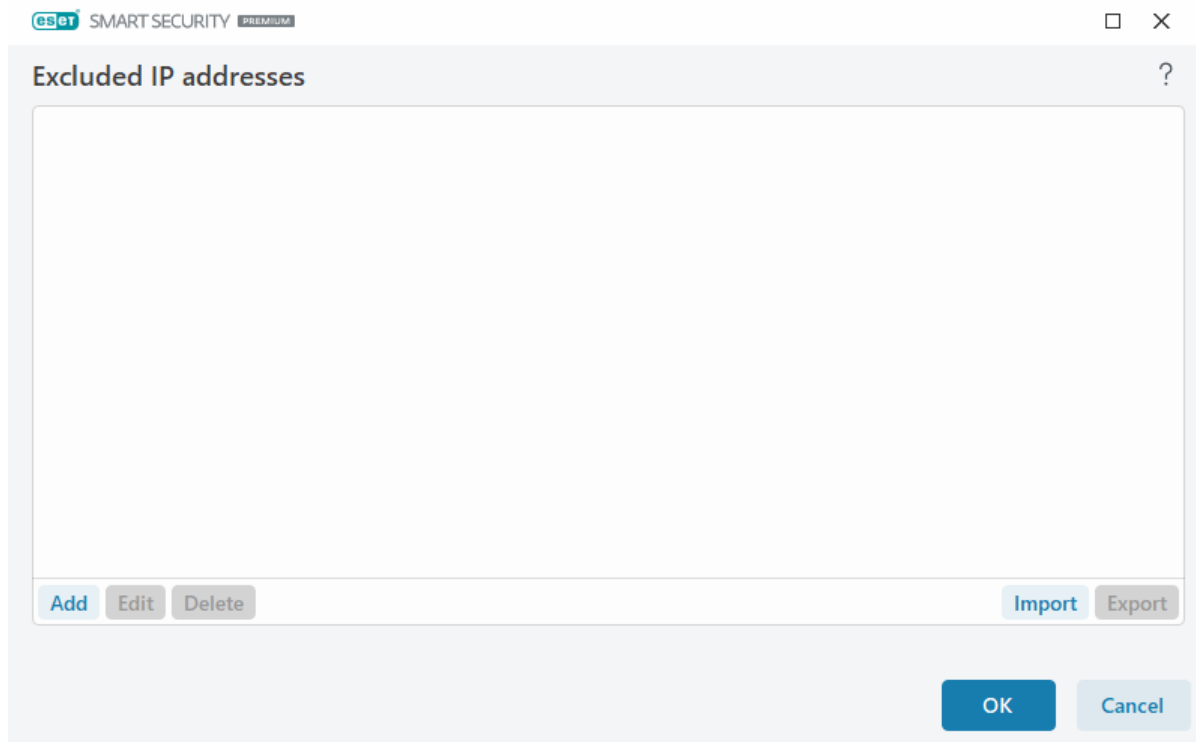 eseT SMART SECURITY PREMIUM
Excluded IP addresses
?
Add Edit Delete Import Export
OK Cancel